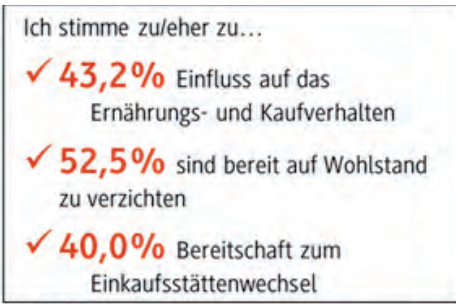 Ich stimme zu/eher zu...
✓ 43,2% Einfluss auf das
Ernährungs- und Kaufverhalten
✓ 52,5% sind bereit auf Wohlstand
zu verzichten
✓ 40,0% Bereitschaft zum
Einkaufsstättenwechsel